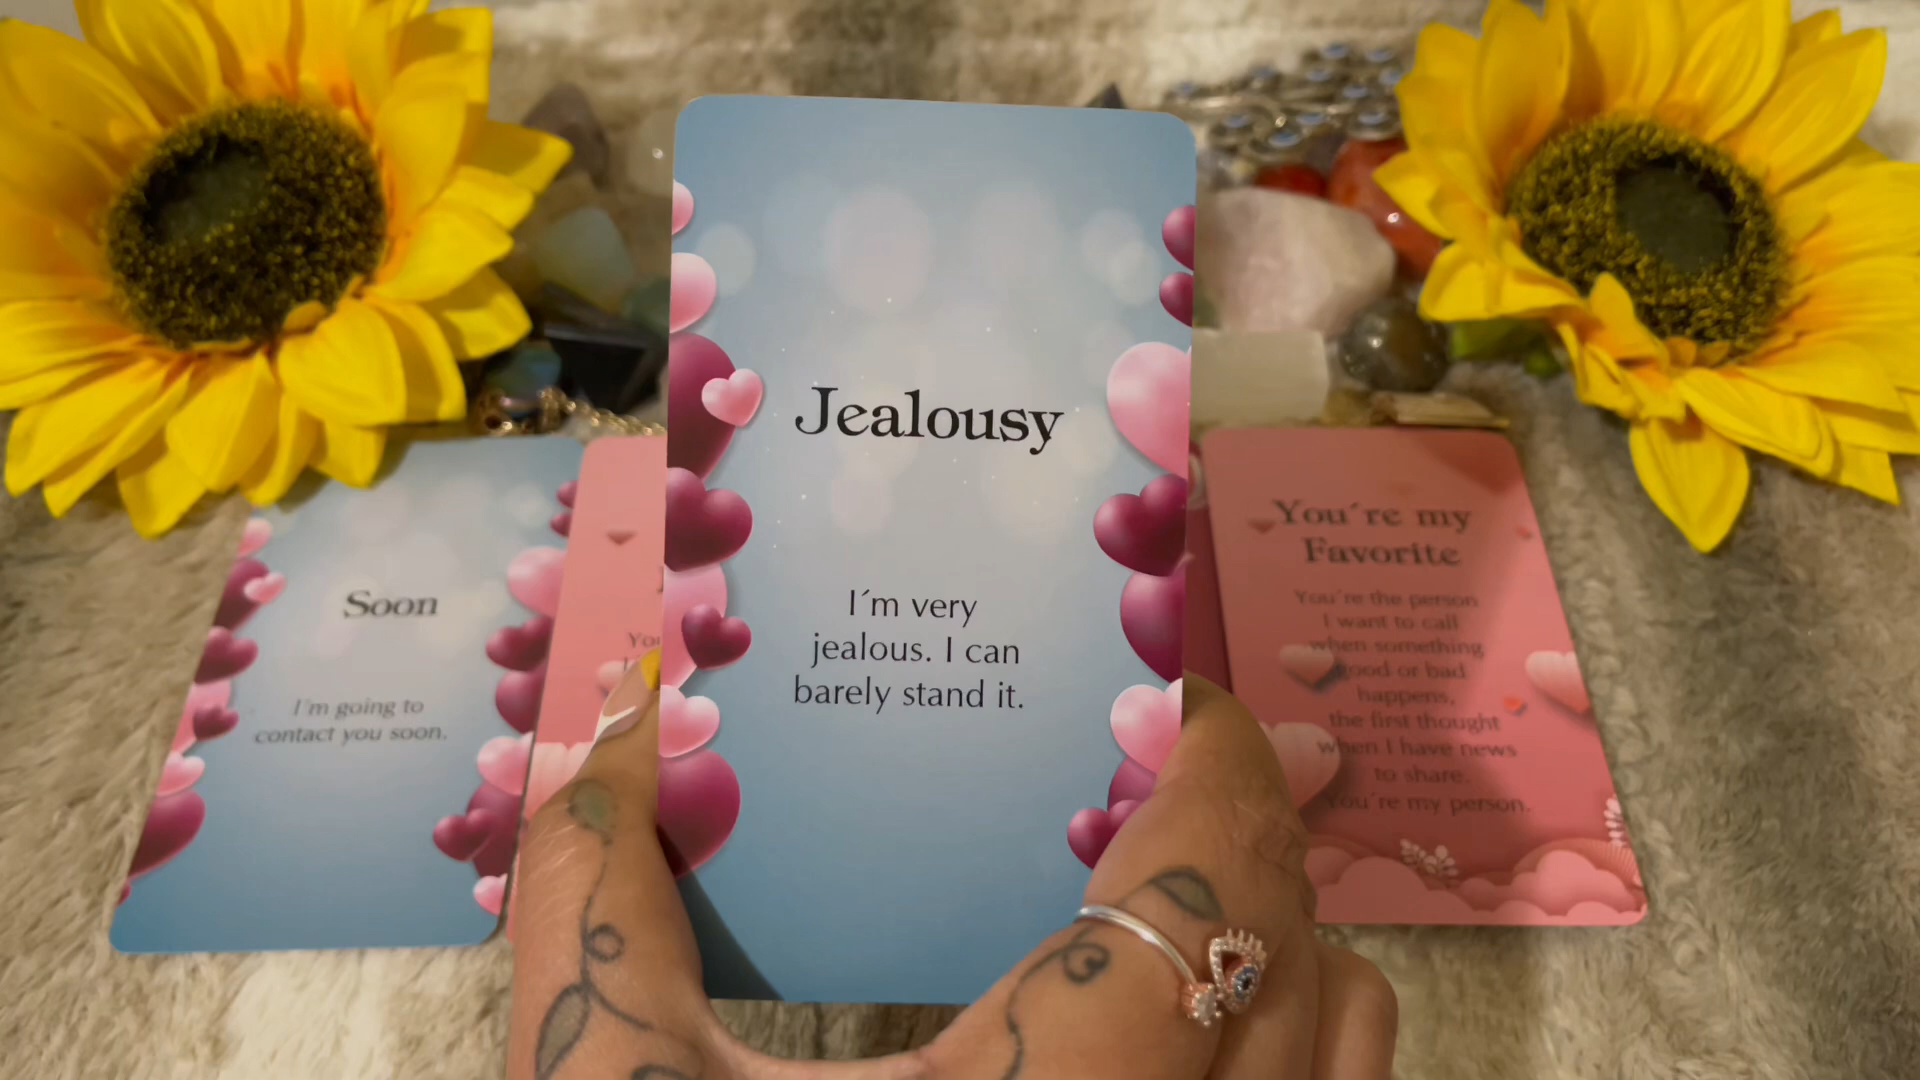 Jealousy
I´m very
jealous. I can
barely stand it.
Soon
I´m going to
contact you soon.
You´re my
Favorite
You´re the person
I want to call
when something
good or bad
happens,
the first thought
when I have news
to share.
You´re my person.